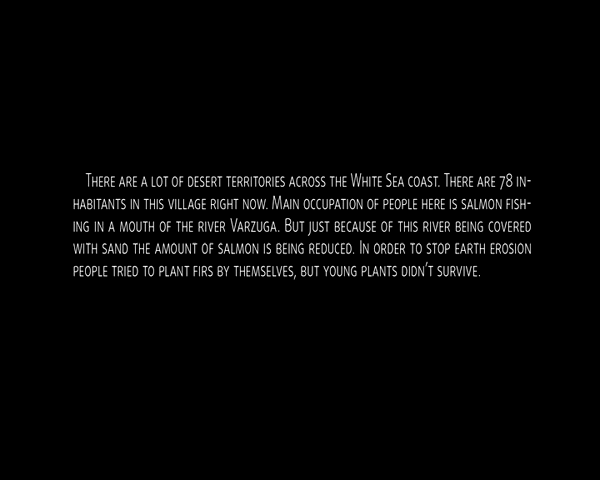 There are a lot of desert territories across the White Sea coast. There are 78 in-
habitants in this village right now. Main occupation of people here is salmon fish-
ing in a mouth of the river Varzuga. But just because of this river being covered
with sand the amount of salmon is being reduced. In order to stop earth erosion
people tried to plant firs by themselves, but young plants didn't survive.